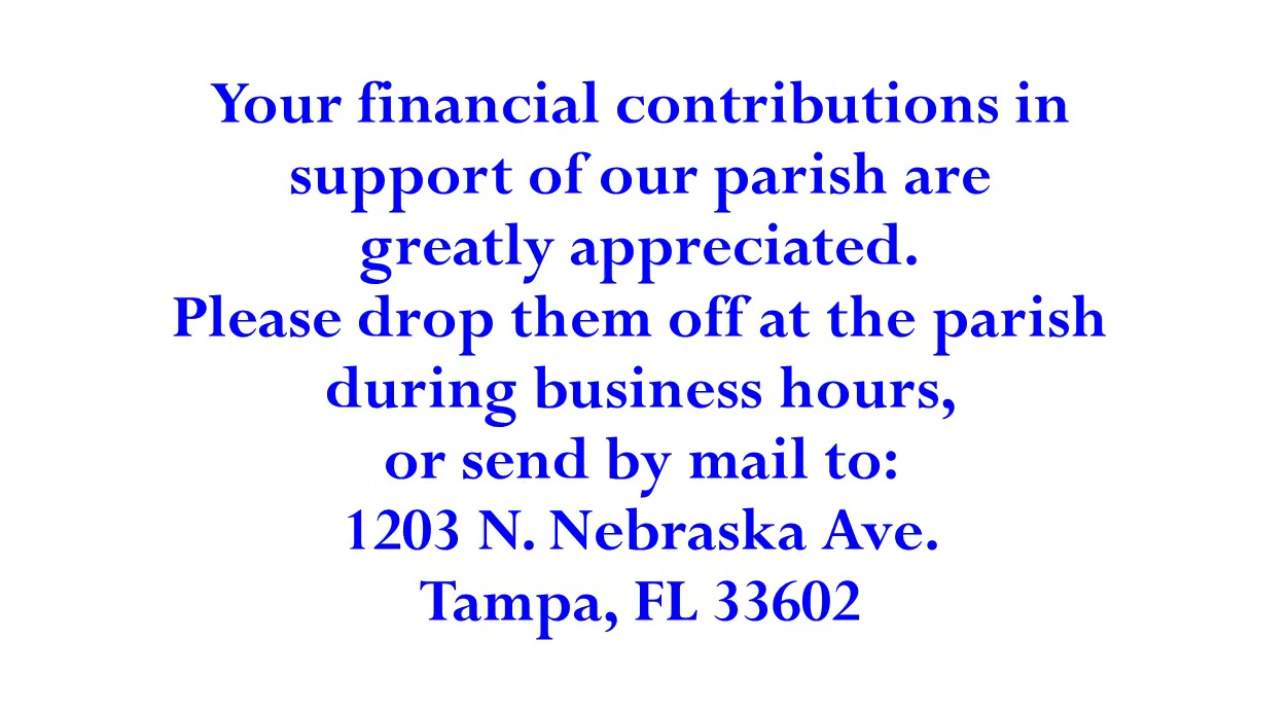 Your financial contributions in
support of our parish are
greatly appreciated.
Please drop them off at the parish
during business hours,
or send by mail to:
1203 N. Nebraska Ave.
Tampa, FL 33602